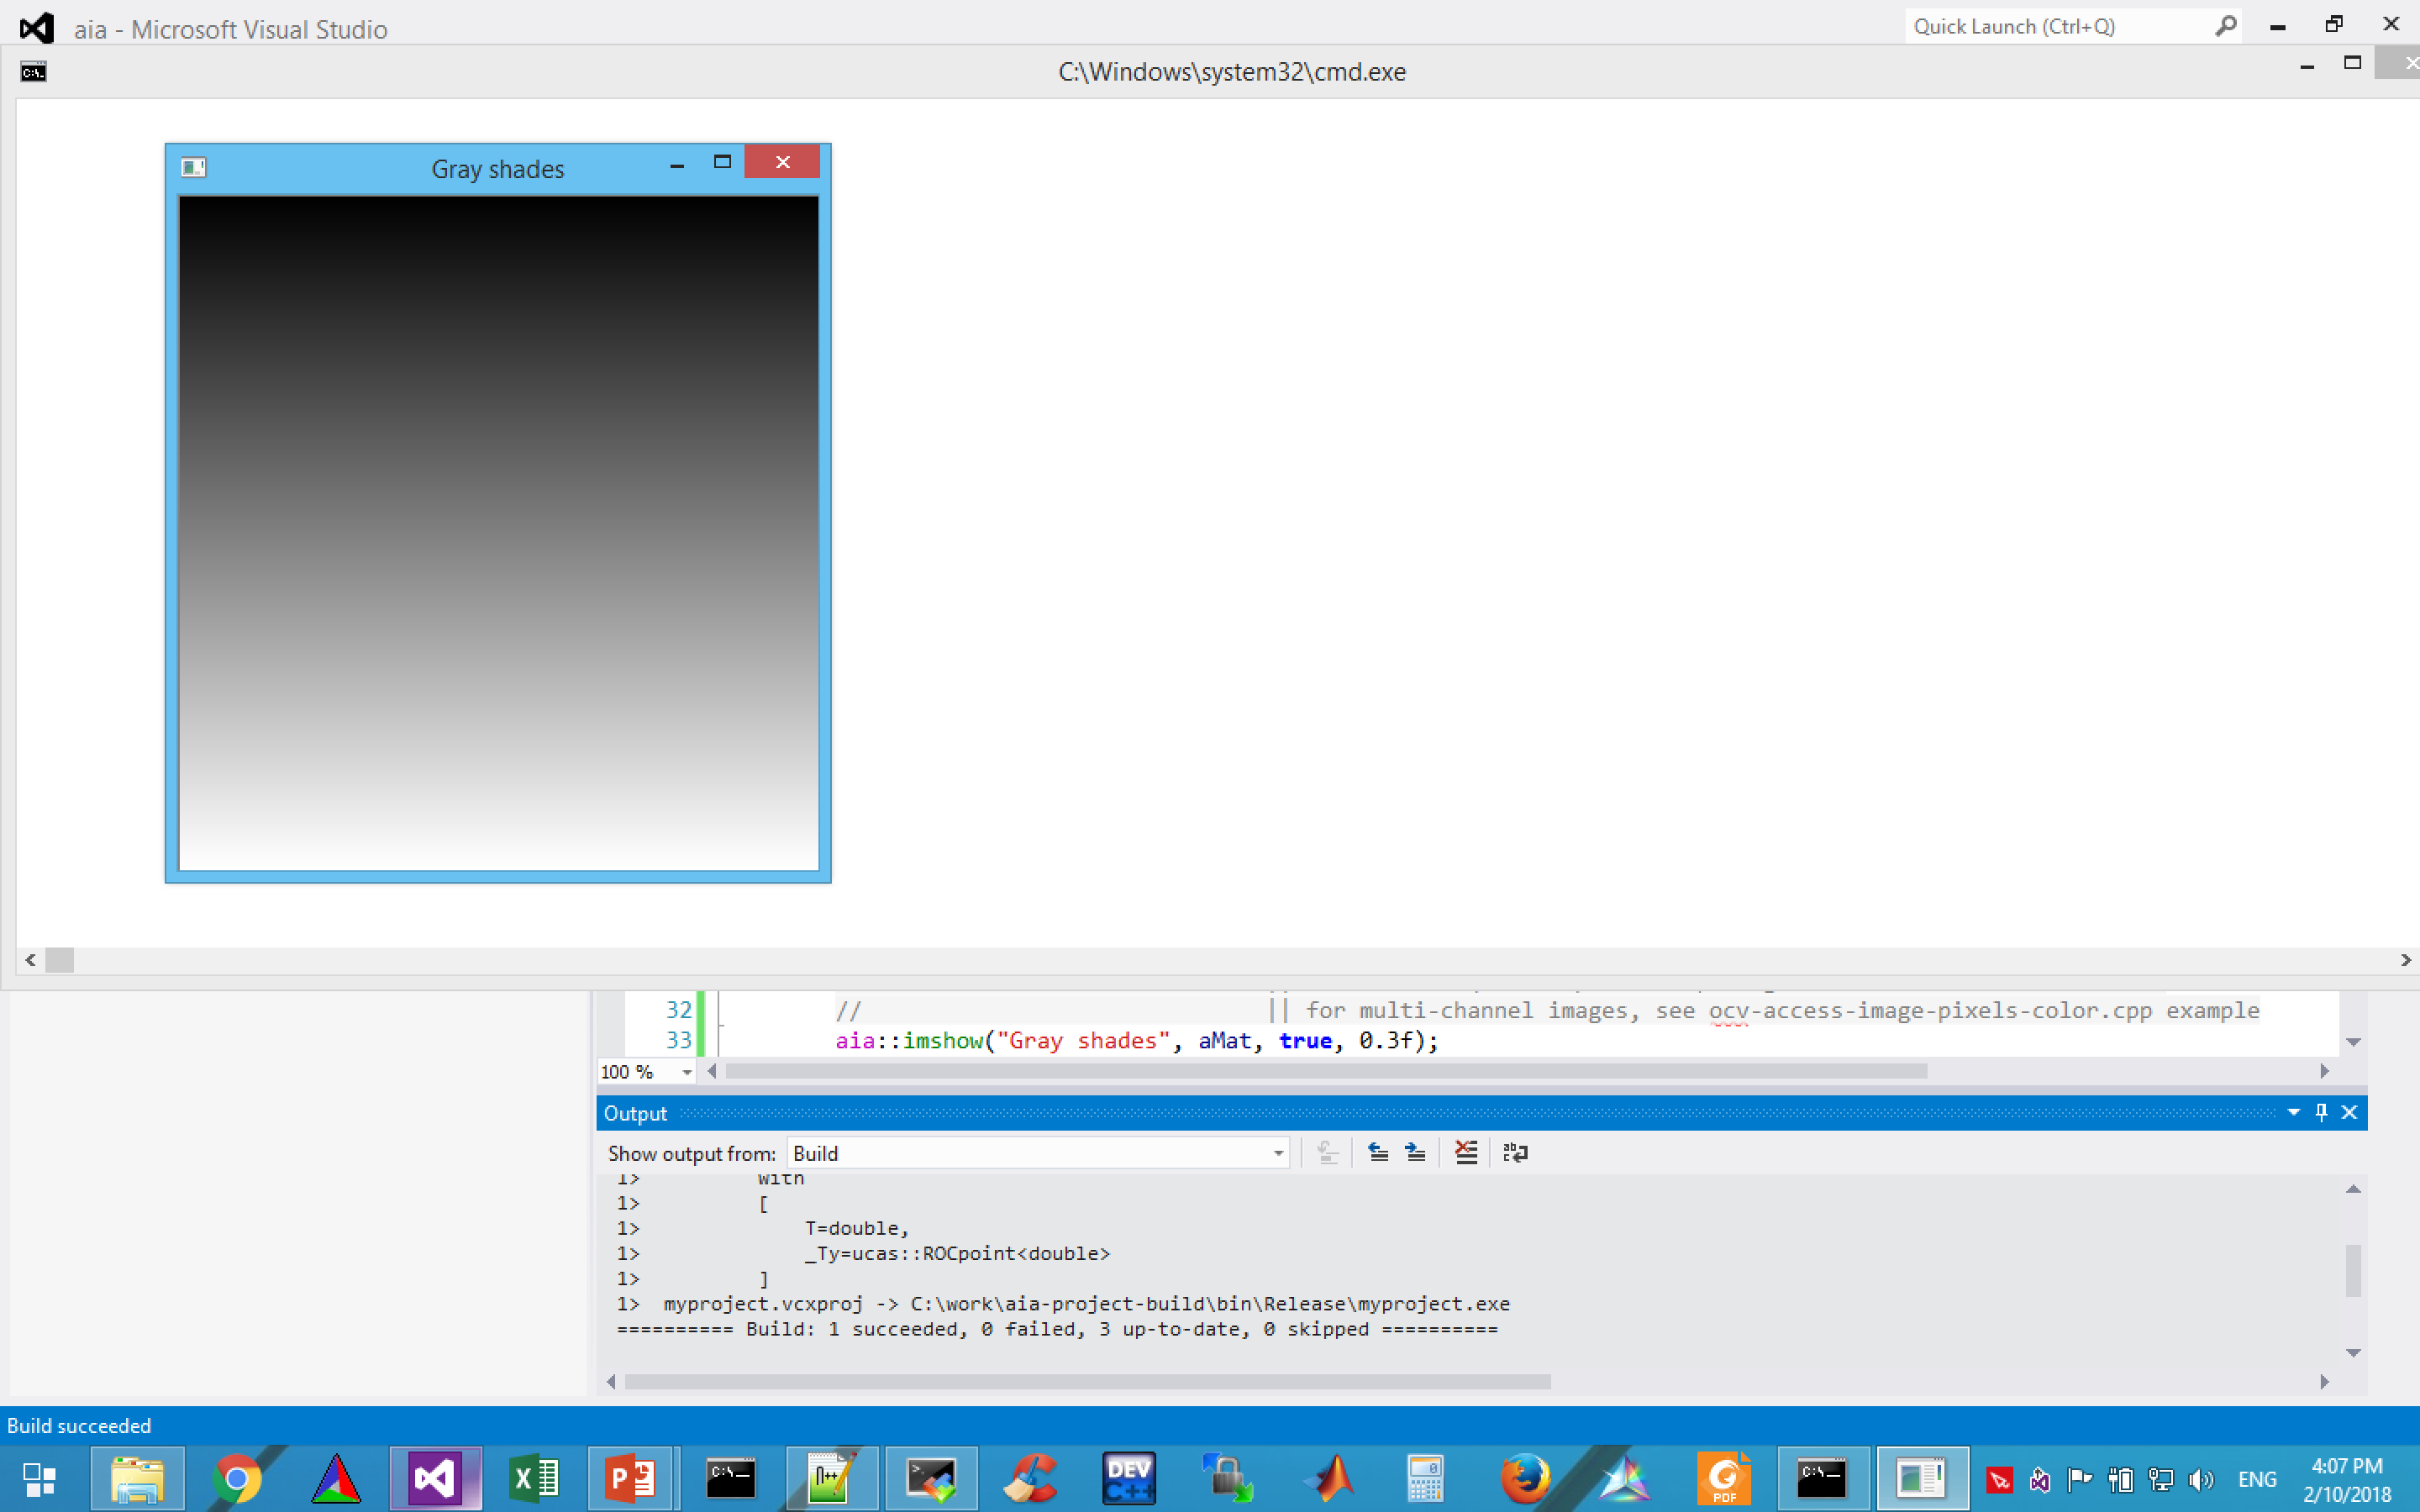 aia - Microsoft Visual Studio
Quick Launch (Ctrl+Q)
C:\Windows\system32\cmd.exe
Gray shades
32 // || for multi-channel images, see ocv-access-image-pixels-color.cpp example
33 aia::imshow("Gray shades", aMat, true, 0.3f);
100 %
Output
Show output from: Build
1> with
1> [
1> T=double,
1> _Ty=ucas::ROCpoint<double>
1> ]
1> myproject.vcxproj -> C:\work\aia-project-build\bin\Release\myproject.exe
========== Build: 1 succeeded, 0 failed, 3 up-to-date, 0 skipped ==========
Build succeeded
DEV
C++
PDF
ENG
4:07 PM
2/10/2018